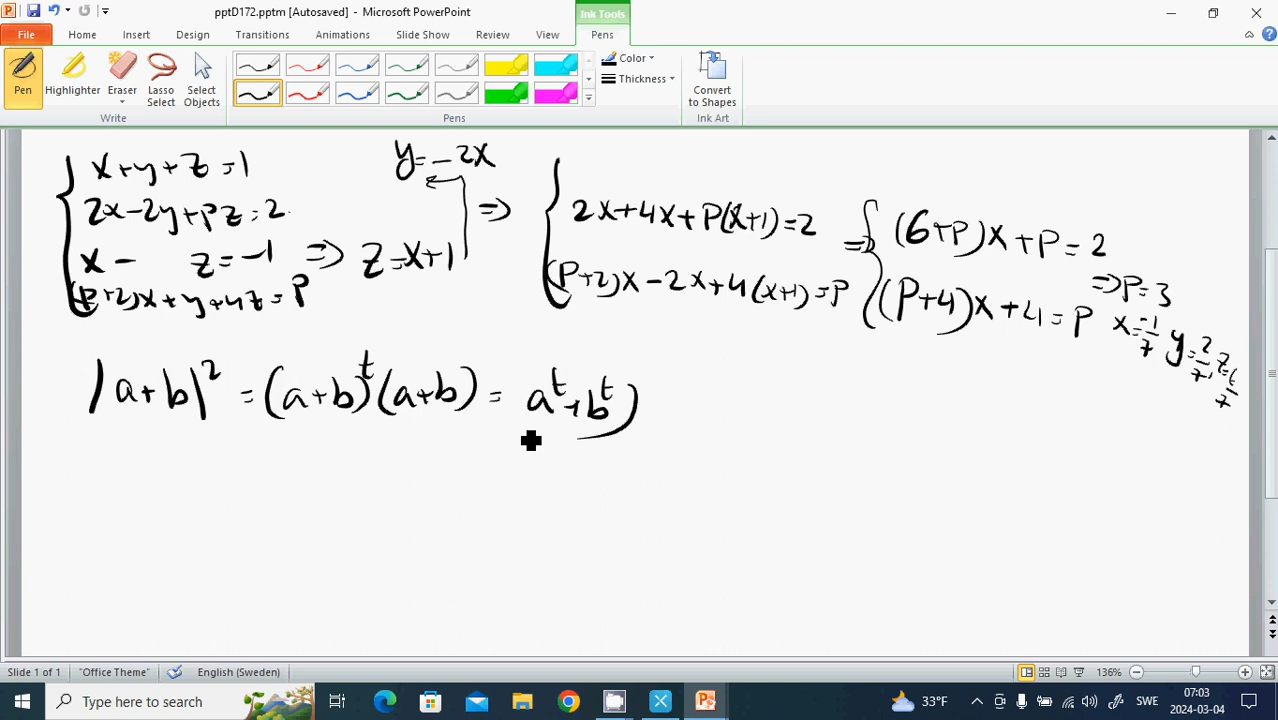 pptD172.pptm [Autosaved] - Microsoft PowerPoint
Ink Tools
File Home Insert Design Transitions Animations Slide Show Review View Pens
Pen Highlighter Eraser Lasso Select Select Objects
Color
Thickness
Convert to Shapes
Write Pens Ink Art
x+y+z=1
y=-2x
2x-2y+pz=2
x- z=-1 => z=x+1
(p+2)x+y+4z=p
=> 2x+4x+p(x+1)=2
(p+2)x-2x+4(x+1)=p
=> (6+p)x+p=2
(p+4)x+4=p
=>p=3
x=-1/7 y=2/7,
|a+b|² = (a+b)ᵗ(a+b) = aᵗ+bᵗ)
Slide 1 of 1 "Office Theme" English (Sweden) 136%
Type here to search
33°F
SWE
07:03
2024-03-04